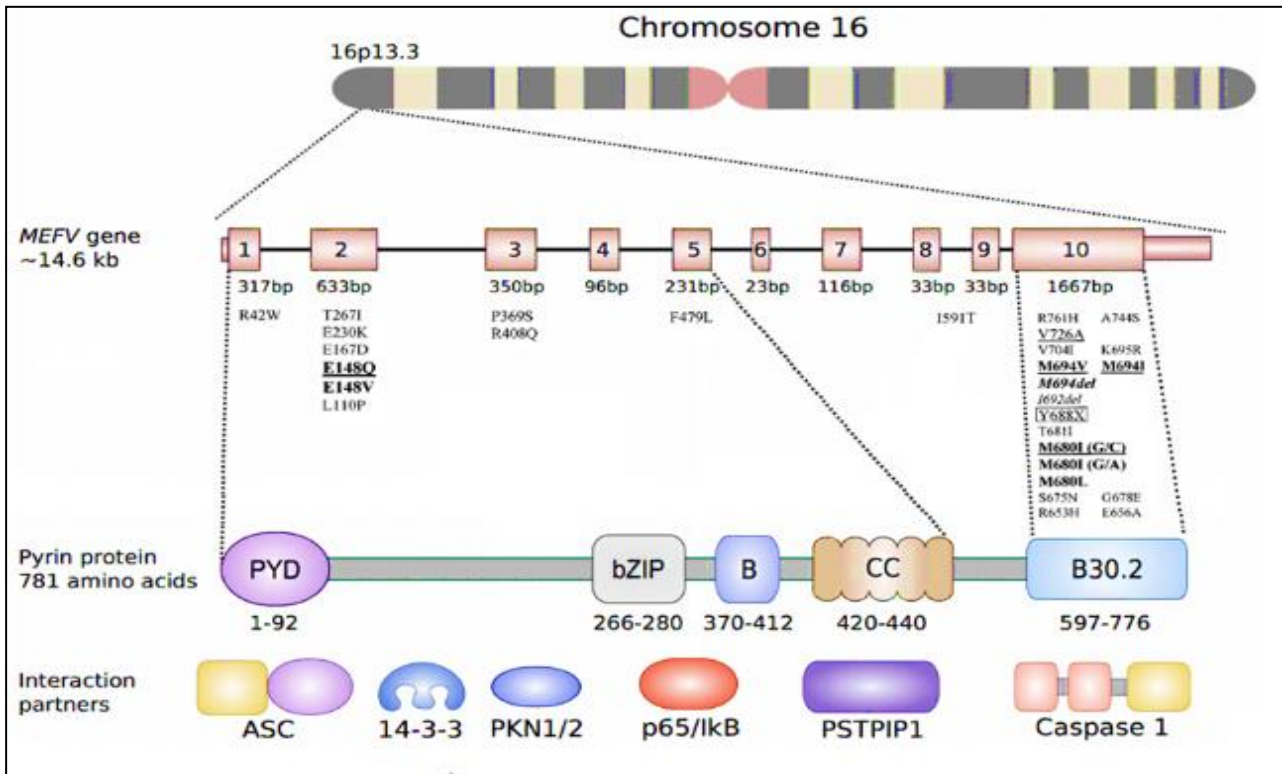 Chromosome 16
16p13.3
MEFV gene
~14.6 kb
1 2 3 4 5 6 7 8 9 10
317bp 633bp 350bp 96bp 231bp 23bp 116bp 33bp 33bp 1667bp
R42W
T267I
E230K
E167D
E148Q
E148V
L110P
P369S
R408Q
F479L
I591T
R761H A744S
V726A
V704I K695R
M694V M694I
M694del
I692del
Y688X
T681I
M680I (G/C)
M680I (G/A)
M680L
S675N G678E
R653H E656A
Pyrin protein
781 amino acids
PYD bZIP B CC B30.2
1-92 266-280 370-412 420-440 597-776
Interaction
partners
ASC 14-3-3 PKN1/2 p65/IkB PSTPIP1 Caspase 1